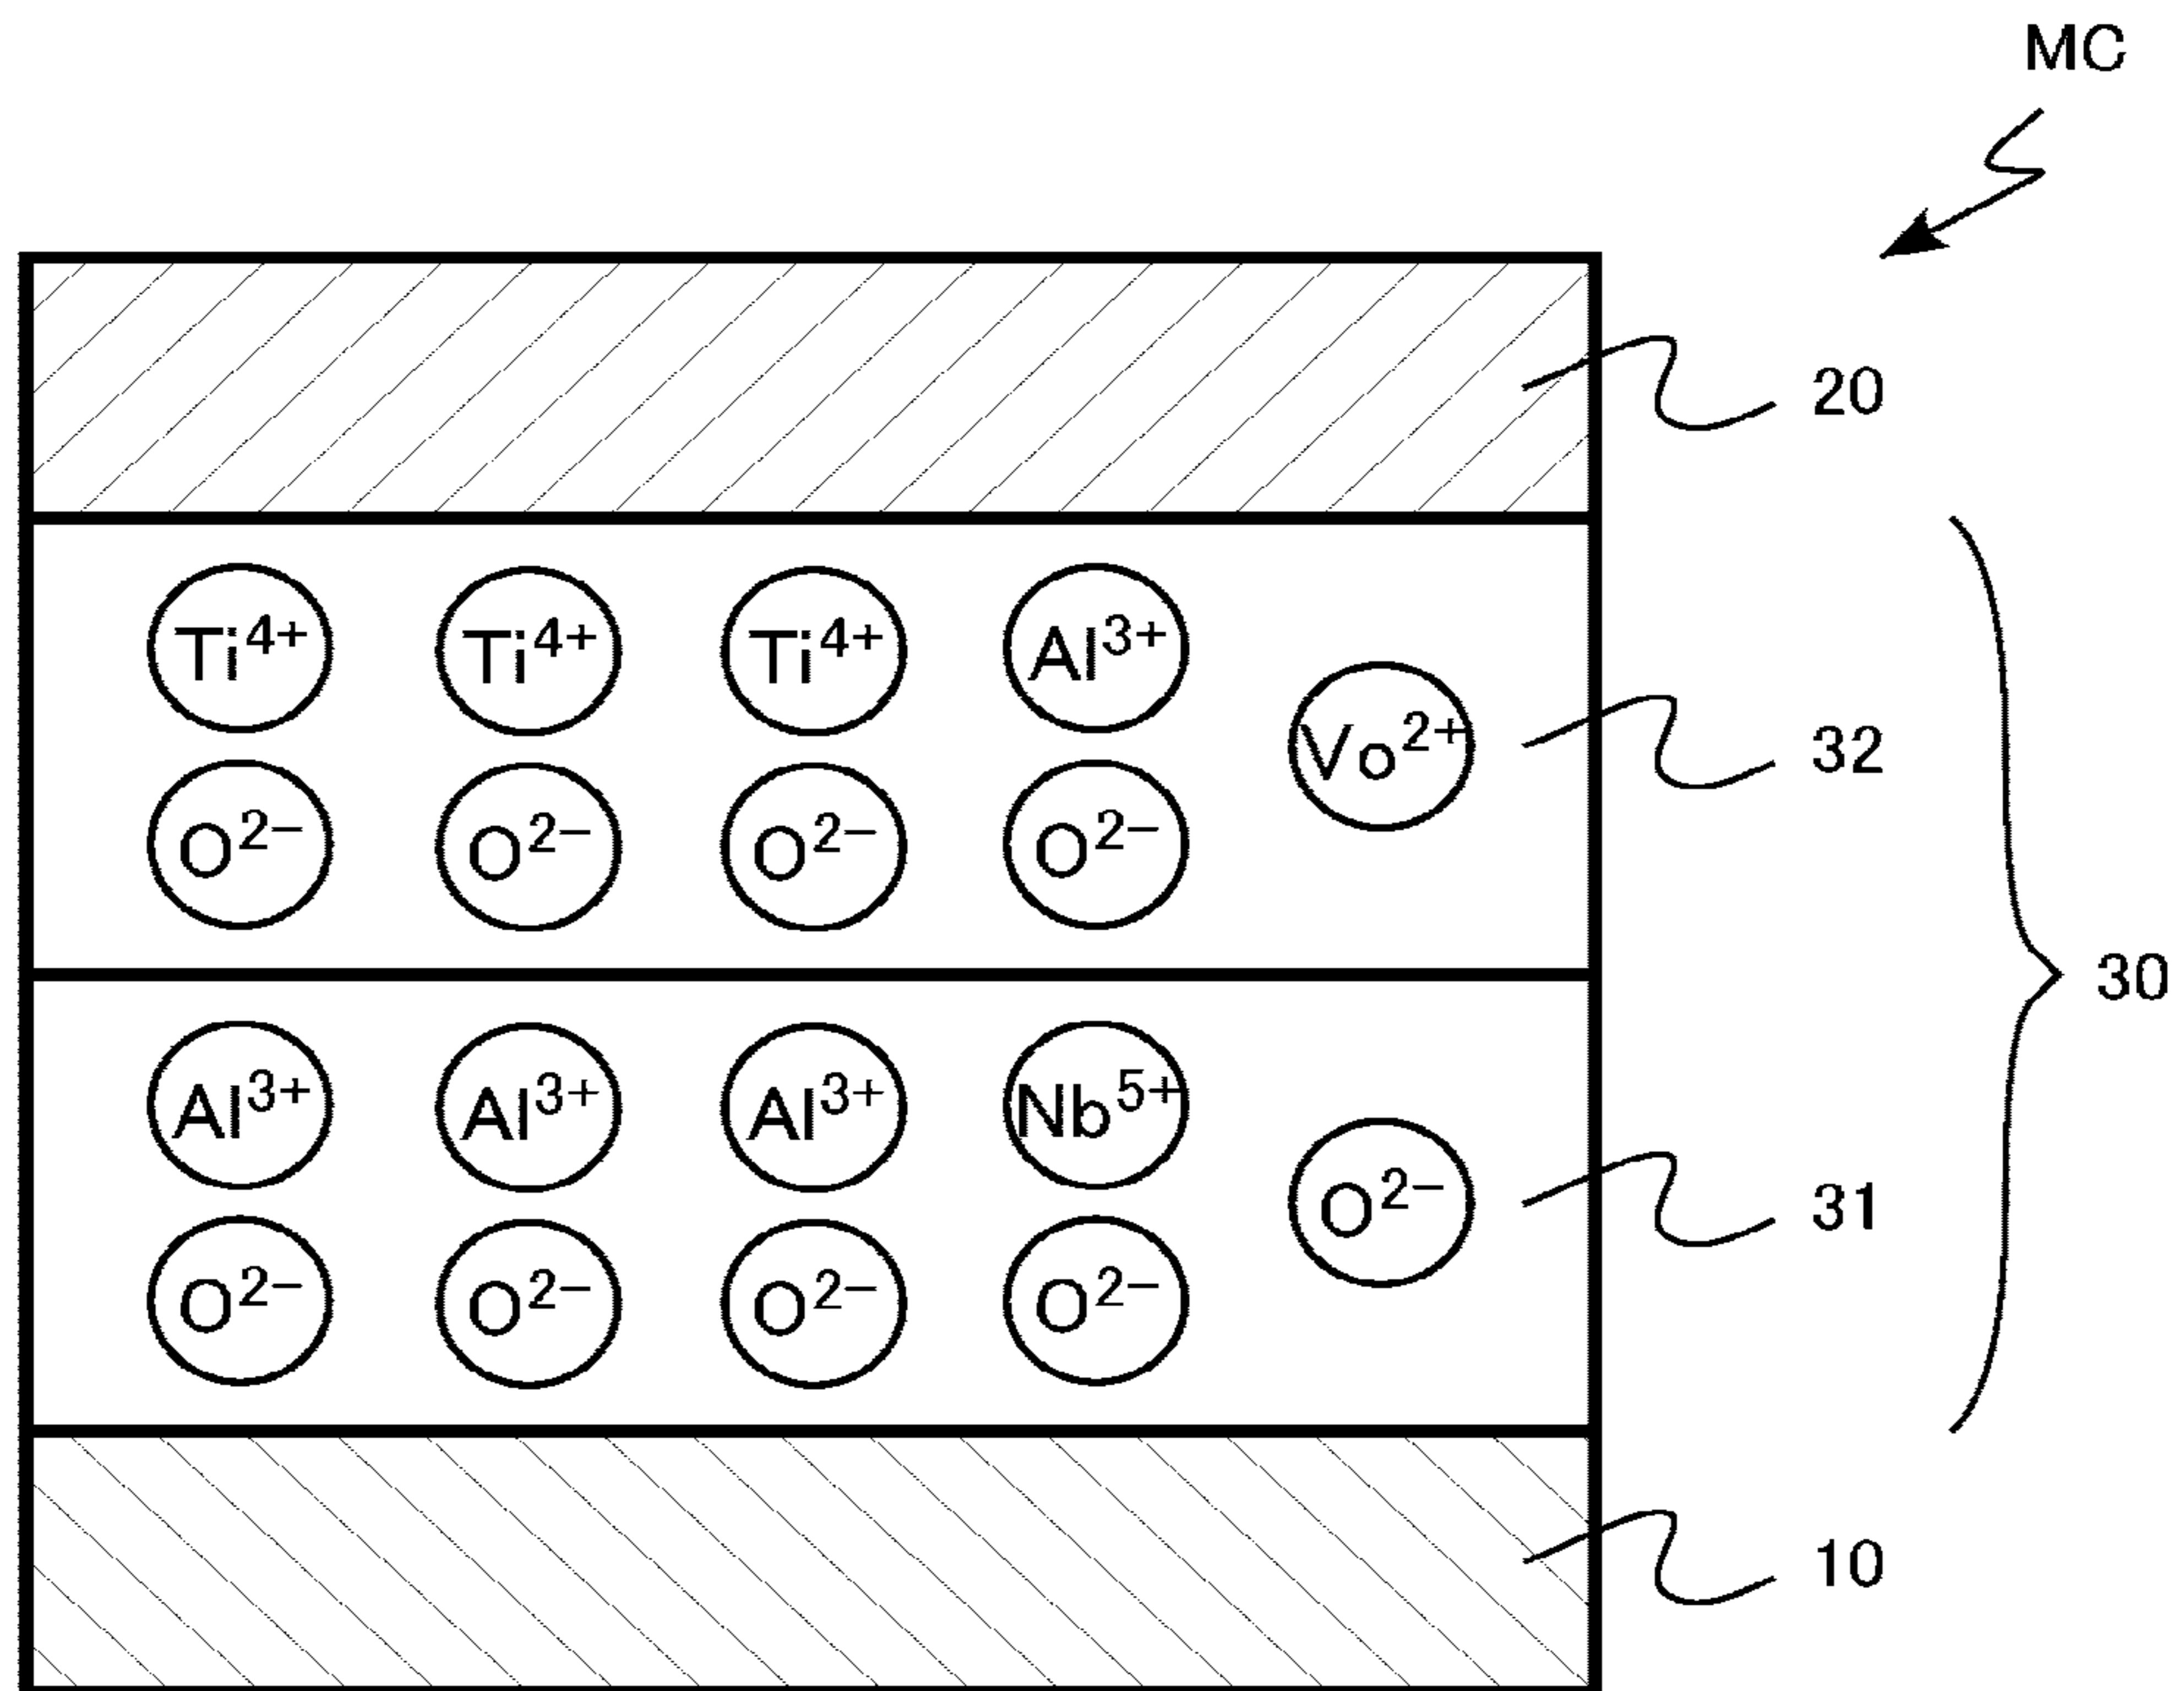 MC
20
Ti4+ Ti4+ Ti4+ Al3+
Vo2+ 32
O2− O2− O2− O2−
30
Al3+ Al3+ Al3+ Nb5+
O2− 31
O2− O2− O2− O2−
10